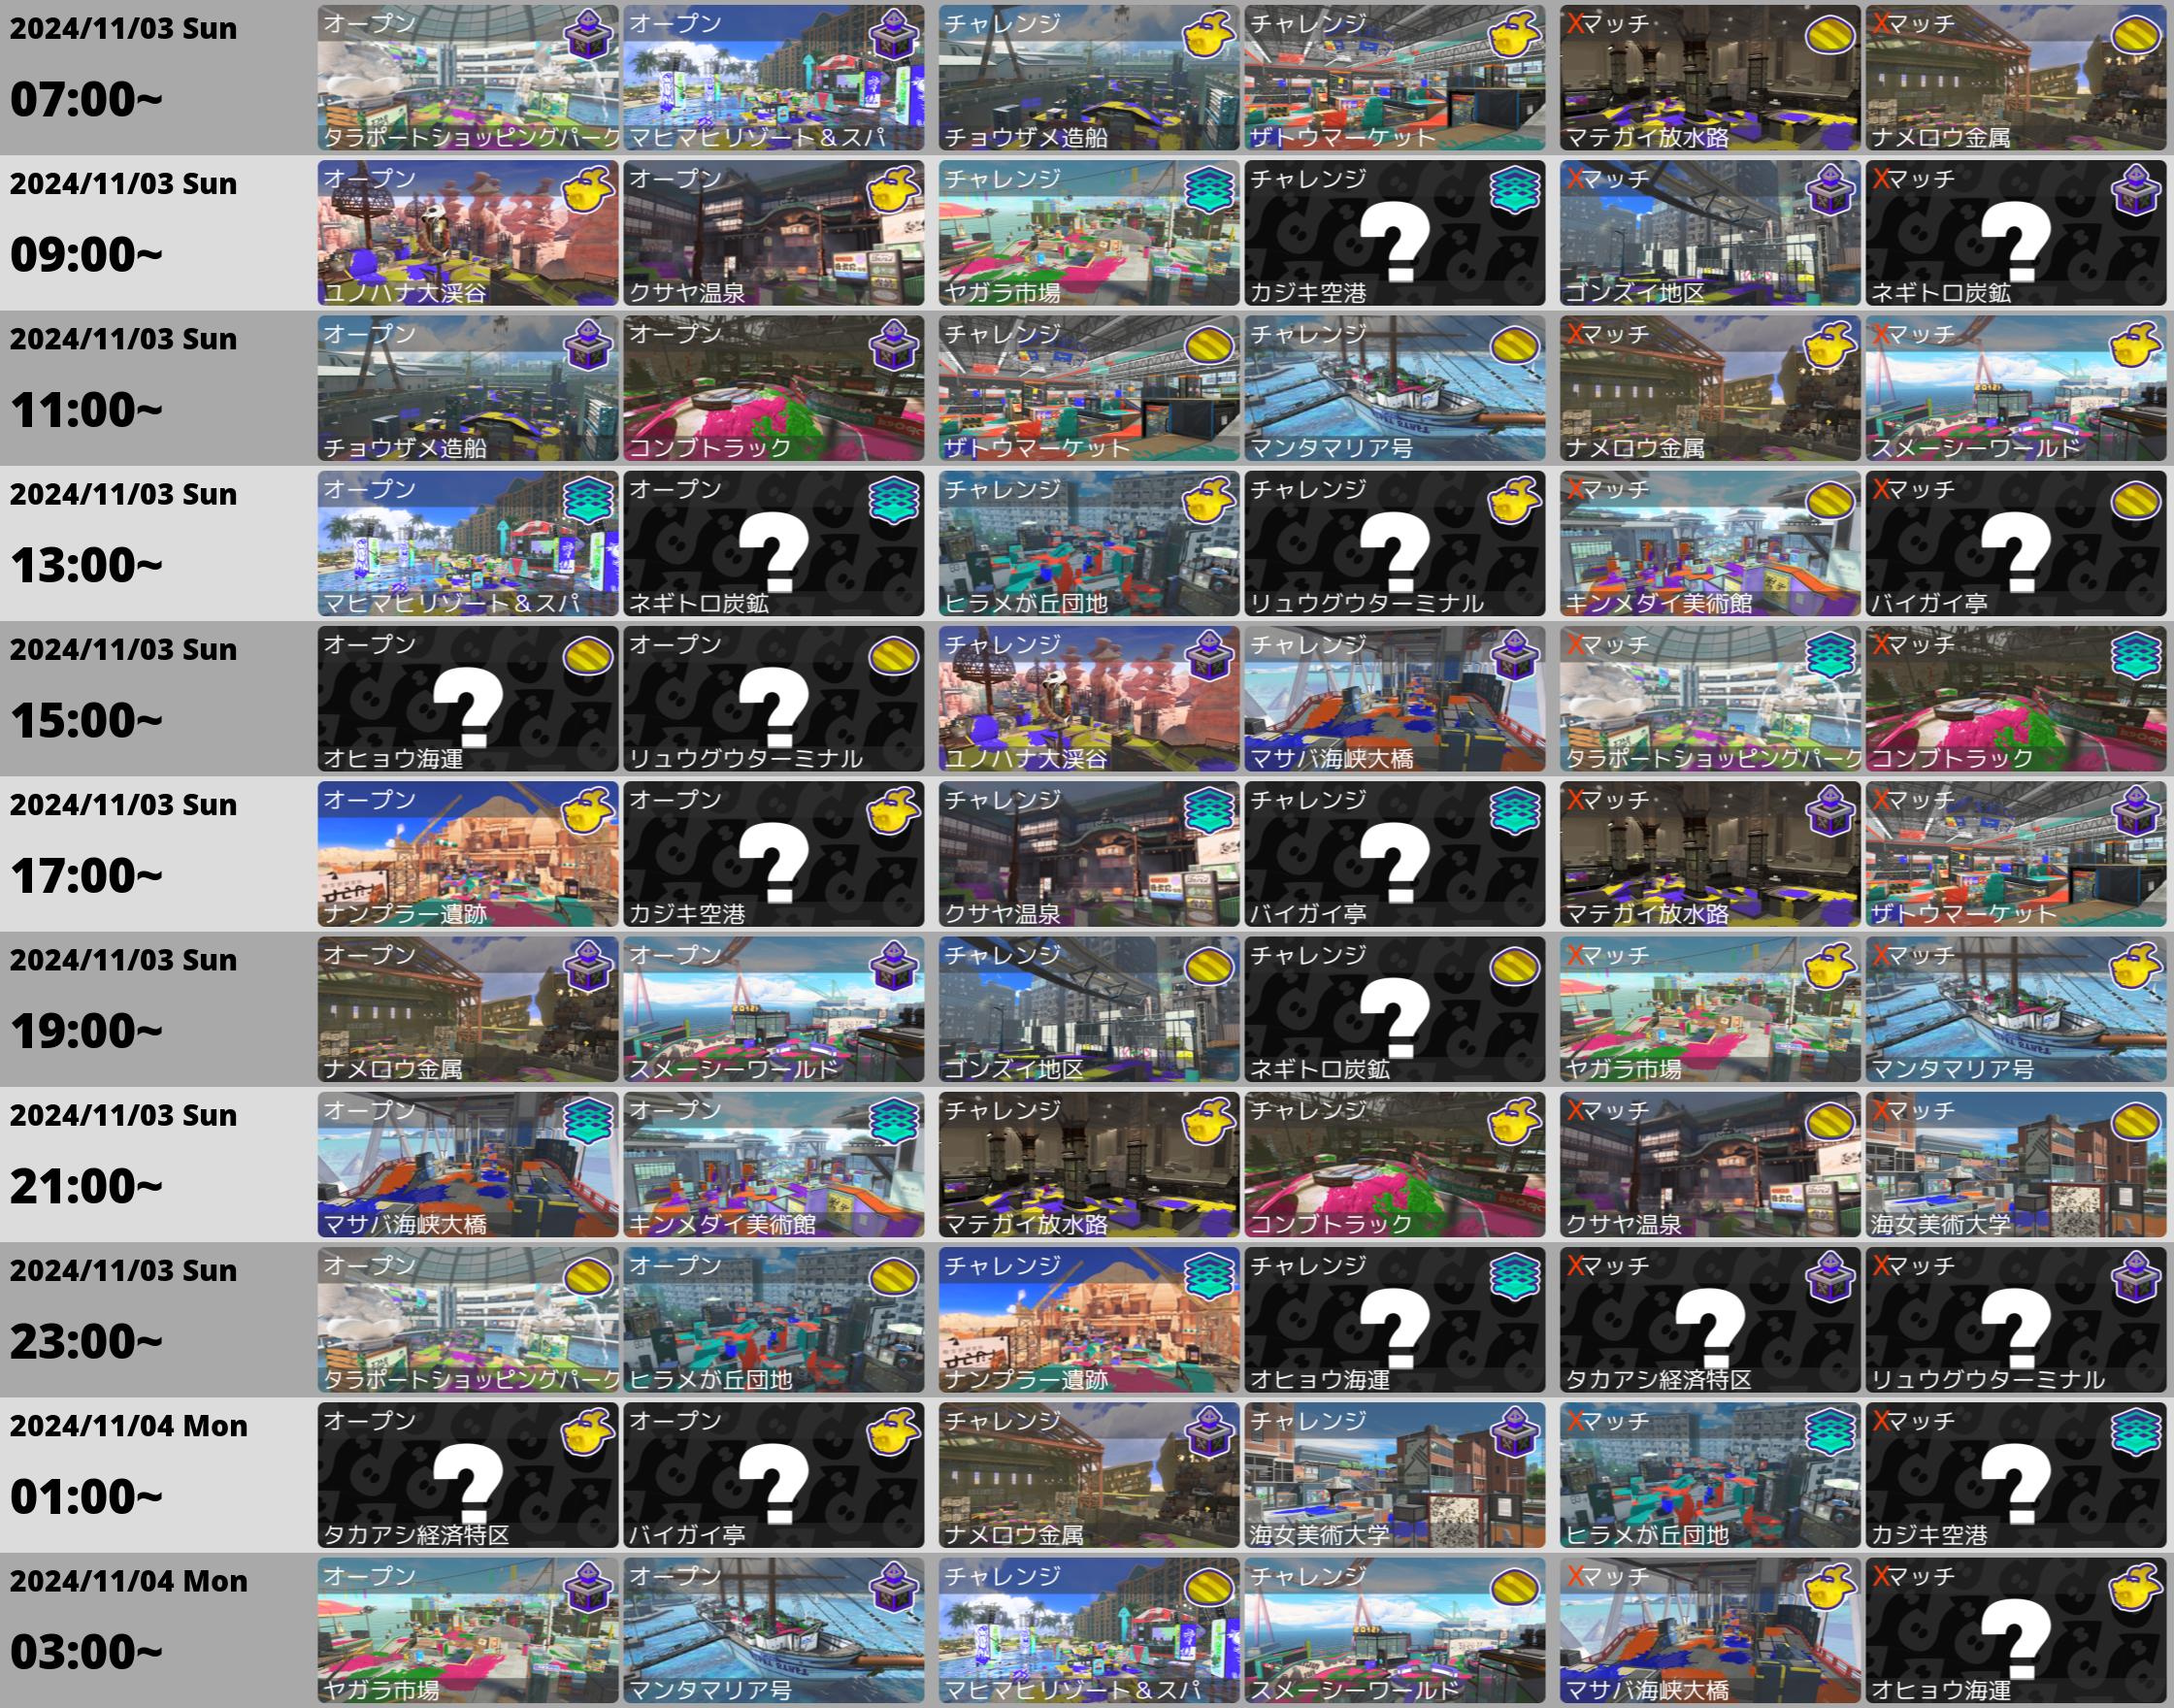 2024/11/03 Sun
07:00~
オープン
タラポートショッピングパーク
オープン
マヒマヒリゾート＆スパ
チャレンジ
チョウザメ造船
チャレンジ
ザトウマーケット
Xマッチ
マテガイ放水路
Xマッチ
ナメロウ金属
2024/11/03 Sun
09:00~
オープン
ユノハナ大渓谷
オープン
クサヤ温泉
チャレンジ
ヤガラ市場
チャレンジ
?
カジキ空港
Xマッチ
ゴンズイ地区
Xマッチ
?
ネギトロ炭鉱
2024/11/03 Sun
11:00~
オープン
チョウザメ造船
オープン
コンブトラック
チャレンジ
ザトウマーケット
チャレンジ
マンタマリア号
Xマッチ
ナメロウ金属
Xマッチ
スメーシーワールド
2024/11/03 Sun
13:00~
オープン
マヒマヒリゾート＆スパ
オープン
?
ネギトロ炭鉱
チャレンジ
ヒラメが丘団地
チャレンジ
?
リュウグウターミナル
Xマッチ
キンメダイ美術館
Xマッチ
?
バイガイ亭
2024/11/03 Sun
15:00~
オープン
?
オヒョウ海運
オープン
?
リュウグウターミナル
チャレンジ
ユノハナ大渓谷
チャレンジ
マサバ海峡大橋
Xマッチ
タラポートショッピングパーク
Xマッチ
コンブトラック
2024/11/03 Sun
17:00~
オープン
ナンプラー遺跡
オープン
?
カジキ空港
チャレンジ
クサヤ温泉
チャレンジ
?
バイガイ亭
Xマッチ
マテガイ放水路
Xマッチ
ザトウマーケット
2024/11/03 Sun
19:00~
オープン
ナメロウ金属
オープン
スメーシーワールド
チャレンジ
ゴンズイ地区
チャレンジ
?
ネギトロ炭鉱
Xマッチ
ヤガラ市場
Xマッチ
マンタマリア号
2024/11/03 Sun
21:00~
オープン
マサバ海峡大橋
オープン
キンメダイ美術館
チャレンジ
マテガイ放水路
チャレンジ
コンブトラック
Xマッチ
クサヤ温泉
Xマッチ
海女美術大学
2024/11/03 Sun
23:00~
オープン
タラポートショッピングパーク
オープン
ヒラメが丘団地
チャレンジ
ナンプラー遺跡
チャレンジ
?
オヒョウ海運
Xマッチ
?
タカアシ経済特区
Xマッチ
?
リュウグウターミナル
2024/11/04 Mon
01:00~
オープン
?
タカアシ経済特区
オープン
?
バイガイ亭
チャレンジ
ナメロウ金属
チャレンジ
海女美術大学
Xマッチ
ヒラメが丘団地
Xマッチ
?
カジキ空港
2024/11/04 Mon
03:00~
オープン
ヤガラ市場
オープン
マンタマリア号
チャレンジ
マヒマヒリゾート＆スパ
チャレンジ
スメーシーワールド
Xマッチ
マサバ海峡大橋
Xマッチ
?
オヒョウ海運